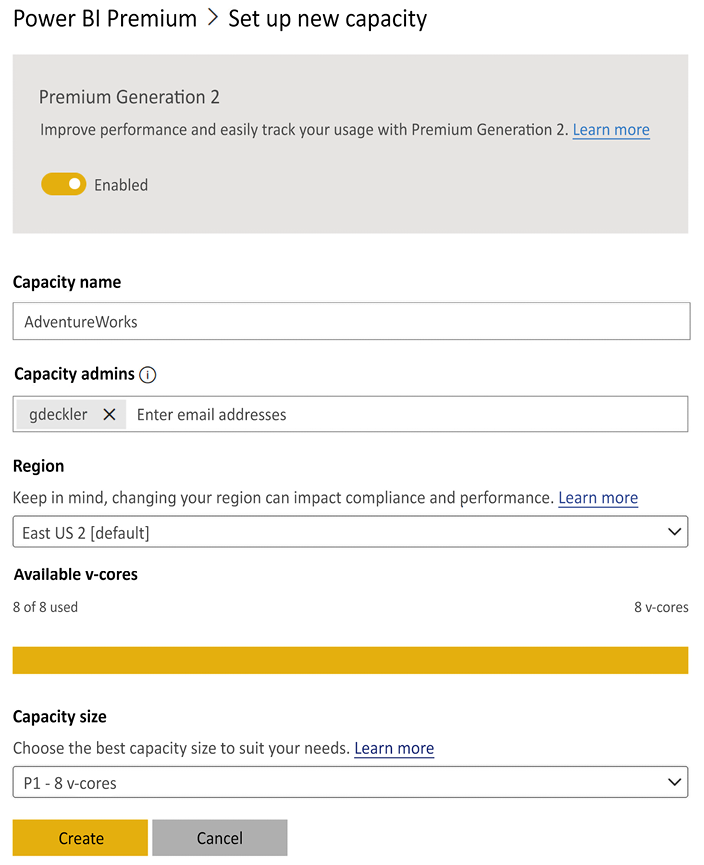 Power BI Premium > Set up new capacity
Premium Generation 2
Improve performance and easily track your usage with Premium Generation 2. Learn more
Enabled
Capacity name
AdventureWorks
Capacity admins
gdeckler Enter email addresses
Region
Keep in mind, changing your region can impact compliance and performance. Learn more
East US 2 [default]
Available v-cores
8 of 8 used 8 v-cores
Capacity size
Choose the best capacity size to suit your needs. Learn more
P1 - 8 v-cores
Create Cancel